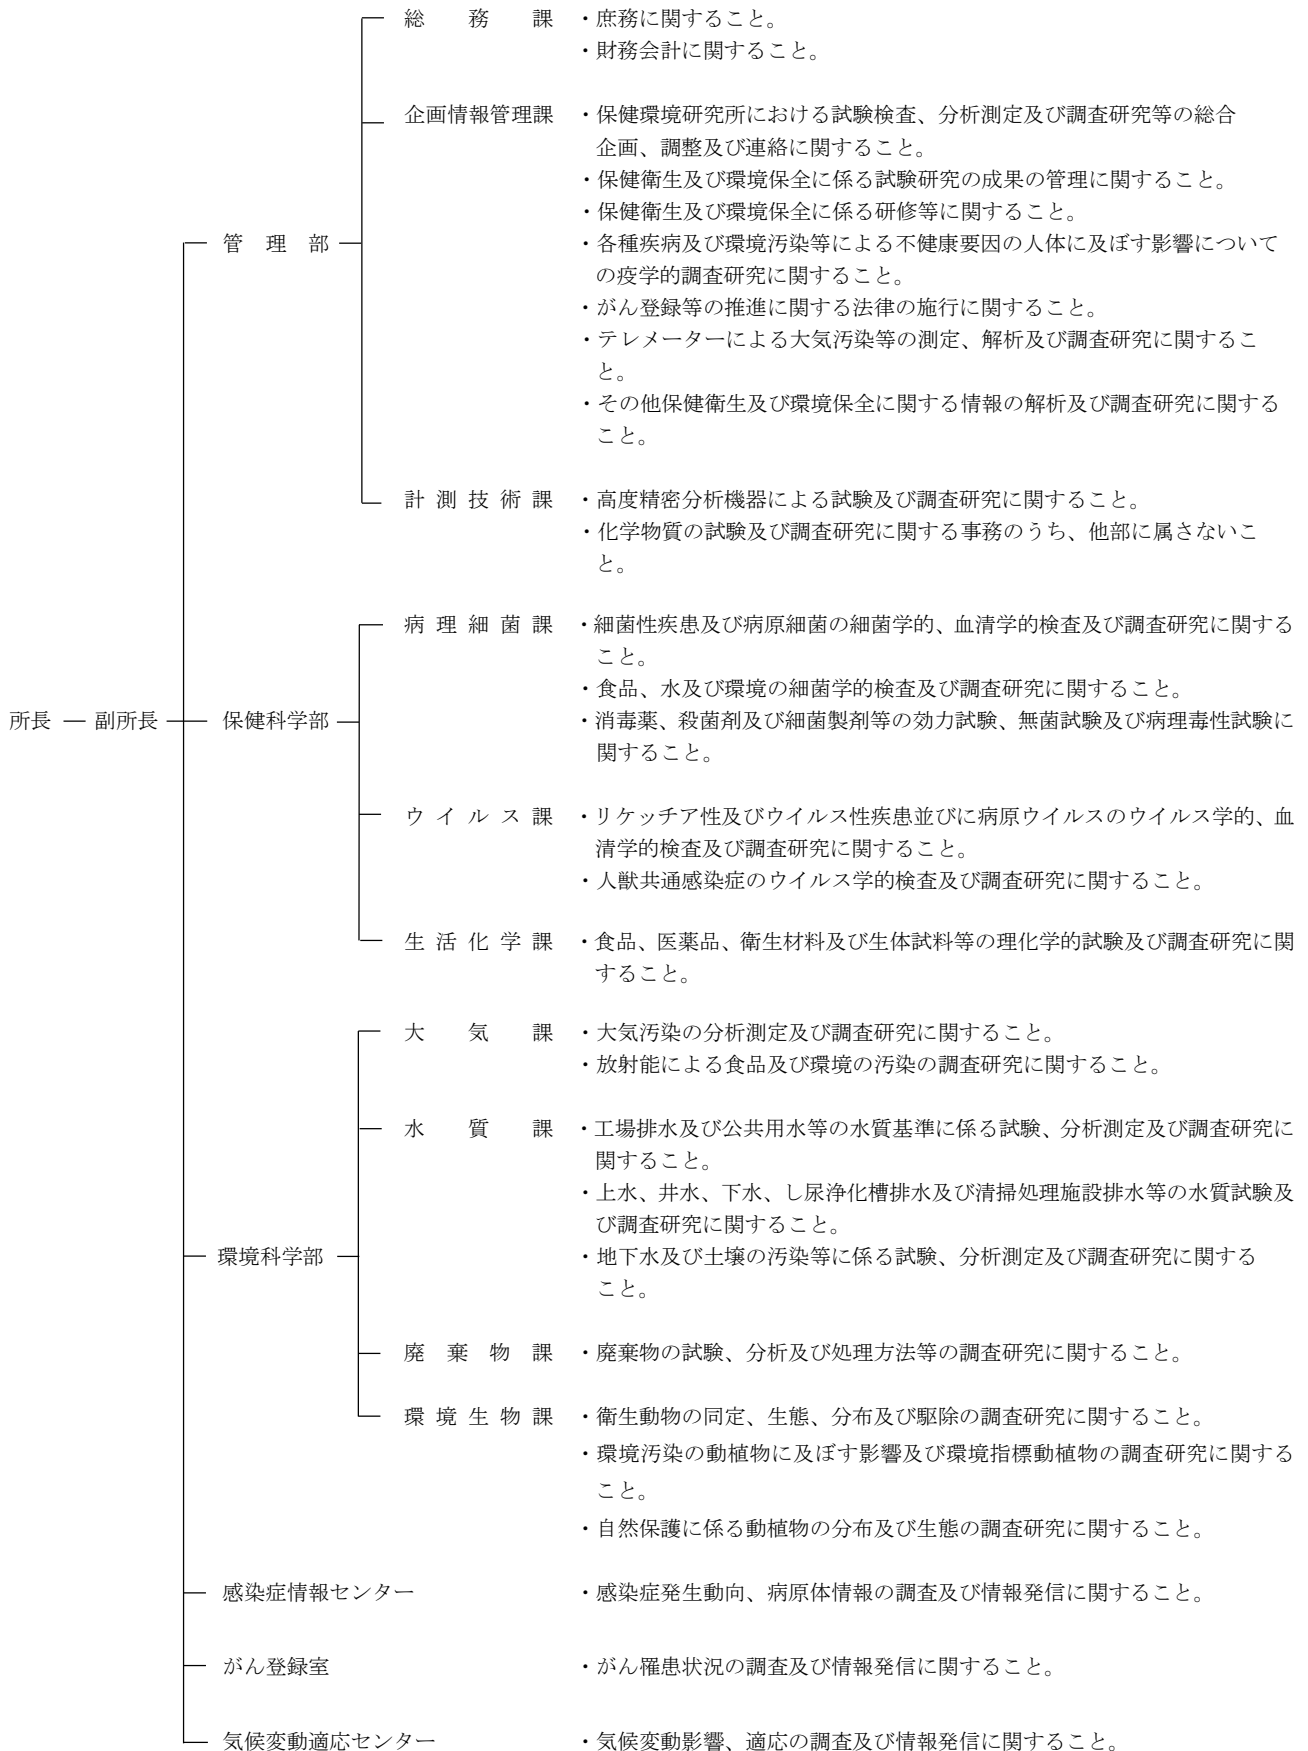 総務課 ・庶務に関すること。
・財務会計に関すること。
企画情報管理課 ・保健環境研究所における試験検査、分析測定及び調査研究等の総合
企画、調整及び連絡に関すること。
・保健衛生及び環境保全に係る試験研究の成果の管理に関すること。
・保健衛生及び環境保全に係る研修等に関すること。
管理部 ・各種疾病及び環境汚染等による不健康要因の人体に及ぼす影響について
の疫学的調査研究に関すること。
・がん登録等の推進に関する法律の施行に関すること。
・テレメーターによる大気汚染等の測定、解析及び調査研究に関するこ
と。
・その他保健衛生及び環境保全に関する情報の解析及び調査研究に関する
こと。
計測技術課 ・高度精密分析機器による試験及び調査研究に関すること。
・化学物質の試験及び調査研究に関する事務のうち、他部に属さないこ
と。
病理細菌課 ・細菌性疾患及び病原細菌の細菌学的、血清学的検査及び調査研究に関する
こと。
・食品、水及び環境の細菌学的検査及び調査研究に関すること。
所長 副所長 保健科学部 ・消毒薬、殺菌剤及び細菌製剤等の効力試験、無菌試験及び病理毒性試験に
関すること。
ウイルス課 ・リケッチア性及びウイルス性疾患並びに病原ウイルスのウイルス学的、血
清学的検査及び調査研究に関すること。
・人獣共通感染症のウイルス学的検査及び調査研究に関すること。
生活化学課 ・食品、医薬品、衛生材料及び生体試料等の理化学的試験及び調査研究に関
すること。
大気課 ・大気汚染の分析測定及び調査研究に関すること。
・放射能による食品及び環境の汚染の調査研究に関すること。
水質課 ・工場排水及び公共用水等の水質基準に係る試験、分析測定及び調査研究に
関すること。
・上水、井水、下水、し尿浄化槽排水及び清掃処理施設排水等の水質試験及
び調査研究に関すること。
環境科学部 ・地下水及び土壌の汚染等に係る試験、分析測定及び調査研究に関する
こと。
廃棄物課 ・廃棄物の試験、分析及び処理方法等の調査研究に関すること。
環境生物課 ・衛生動物の同定、生態、分布及び駆除の調査研究に関すること。
・環境汚染の動植物に及ぼす影響及び環境指標動植物の調査研究に関する
こと。
・自然保護に係る動植物の分布及び生態の調査研究に関すること。
感染症情報センター ・感染症発生動向、病原体情報の調査及び情報発信に関すること。
がん登録室 ・がん罹患状況の調査及び情報発信に関すること。
気候変動適応センター ・気候変動影響、適応の調査及び情報発信に関すること。